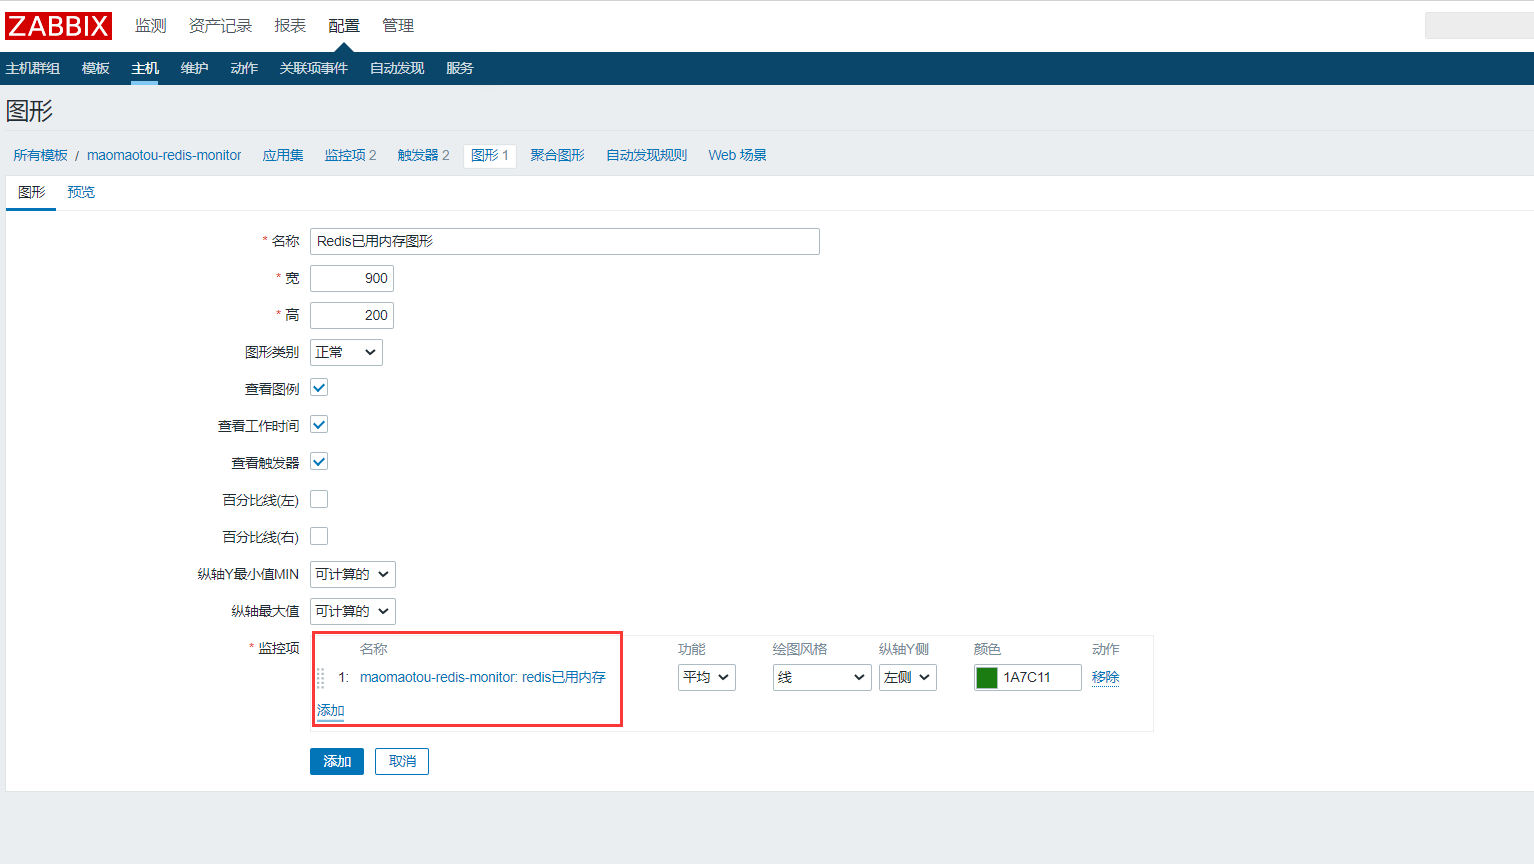 ZABBIX 监测 资产记录 报表 配置 管理
主机群组 模板 主机 维护 动作 关联项事件 自动发现 服务
图形
所有模板 / maomaotou-redis-monitor 应用集 监控项 2 触发器 2 图形 1 聚合图形 自动发现规则 Web 场景
图形 预览
* 名称 Redis已用内存图形
* 宽 900
* 高 200
图形类别 正常
查看图例
查看工作时间
查看触发器
百分比线(左)
百分比线(右)
纵轴Y最小值MIN 可计算的
纵轴最大值 可计算的
* 监控项 名称 功能 绘图风格 纵轴Y侧 颜色 动作
1: maomaotou-redis-monitor: redis已用内存 平均 线 左侧 1A7C11 移除
添加
添加 取消